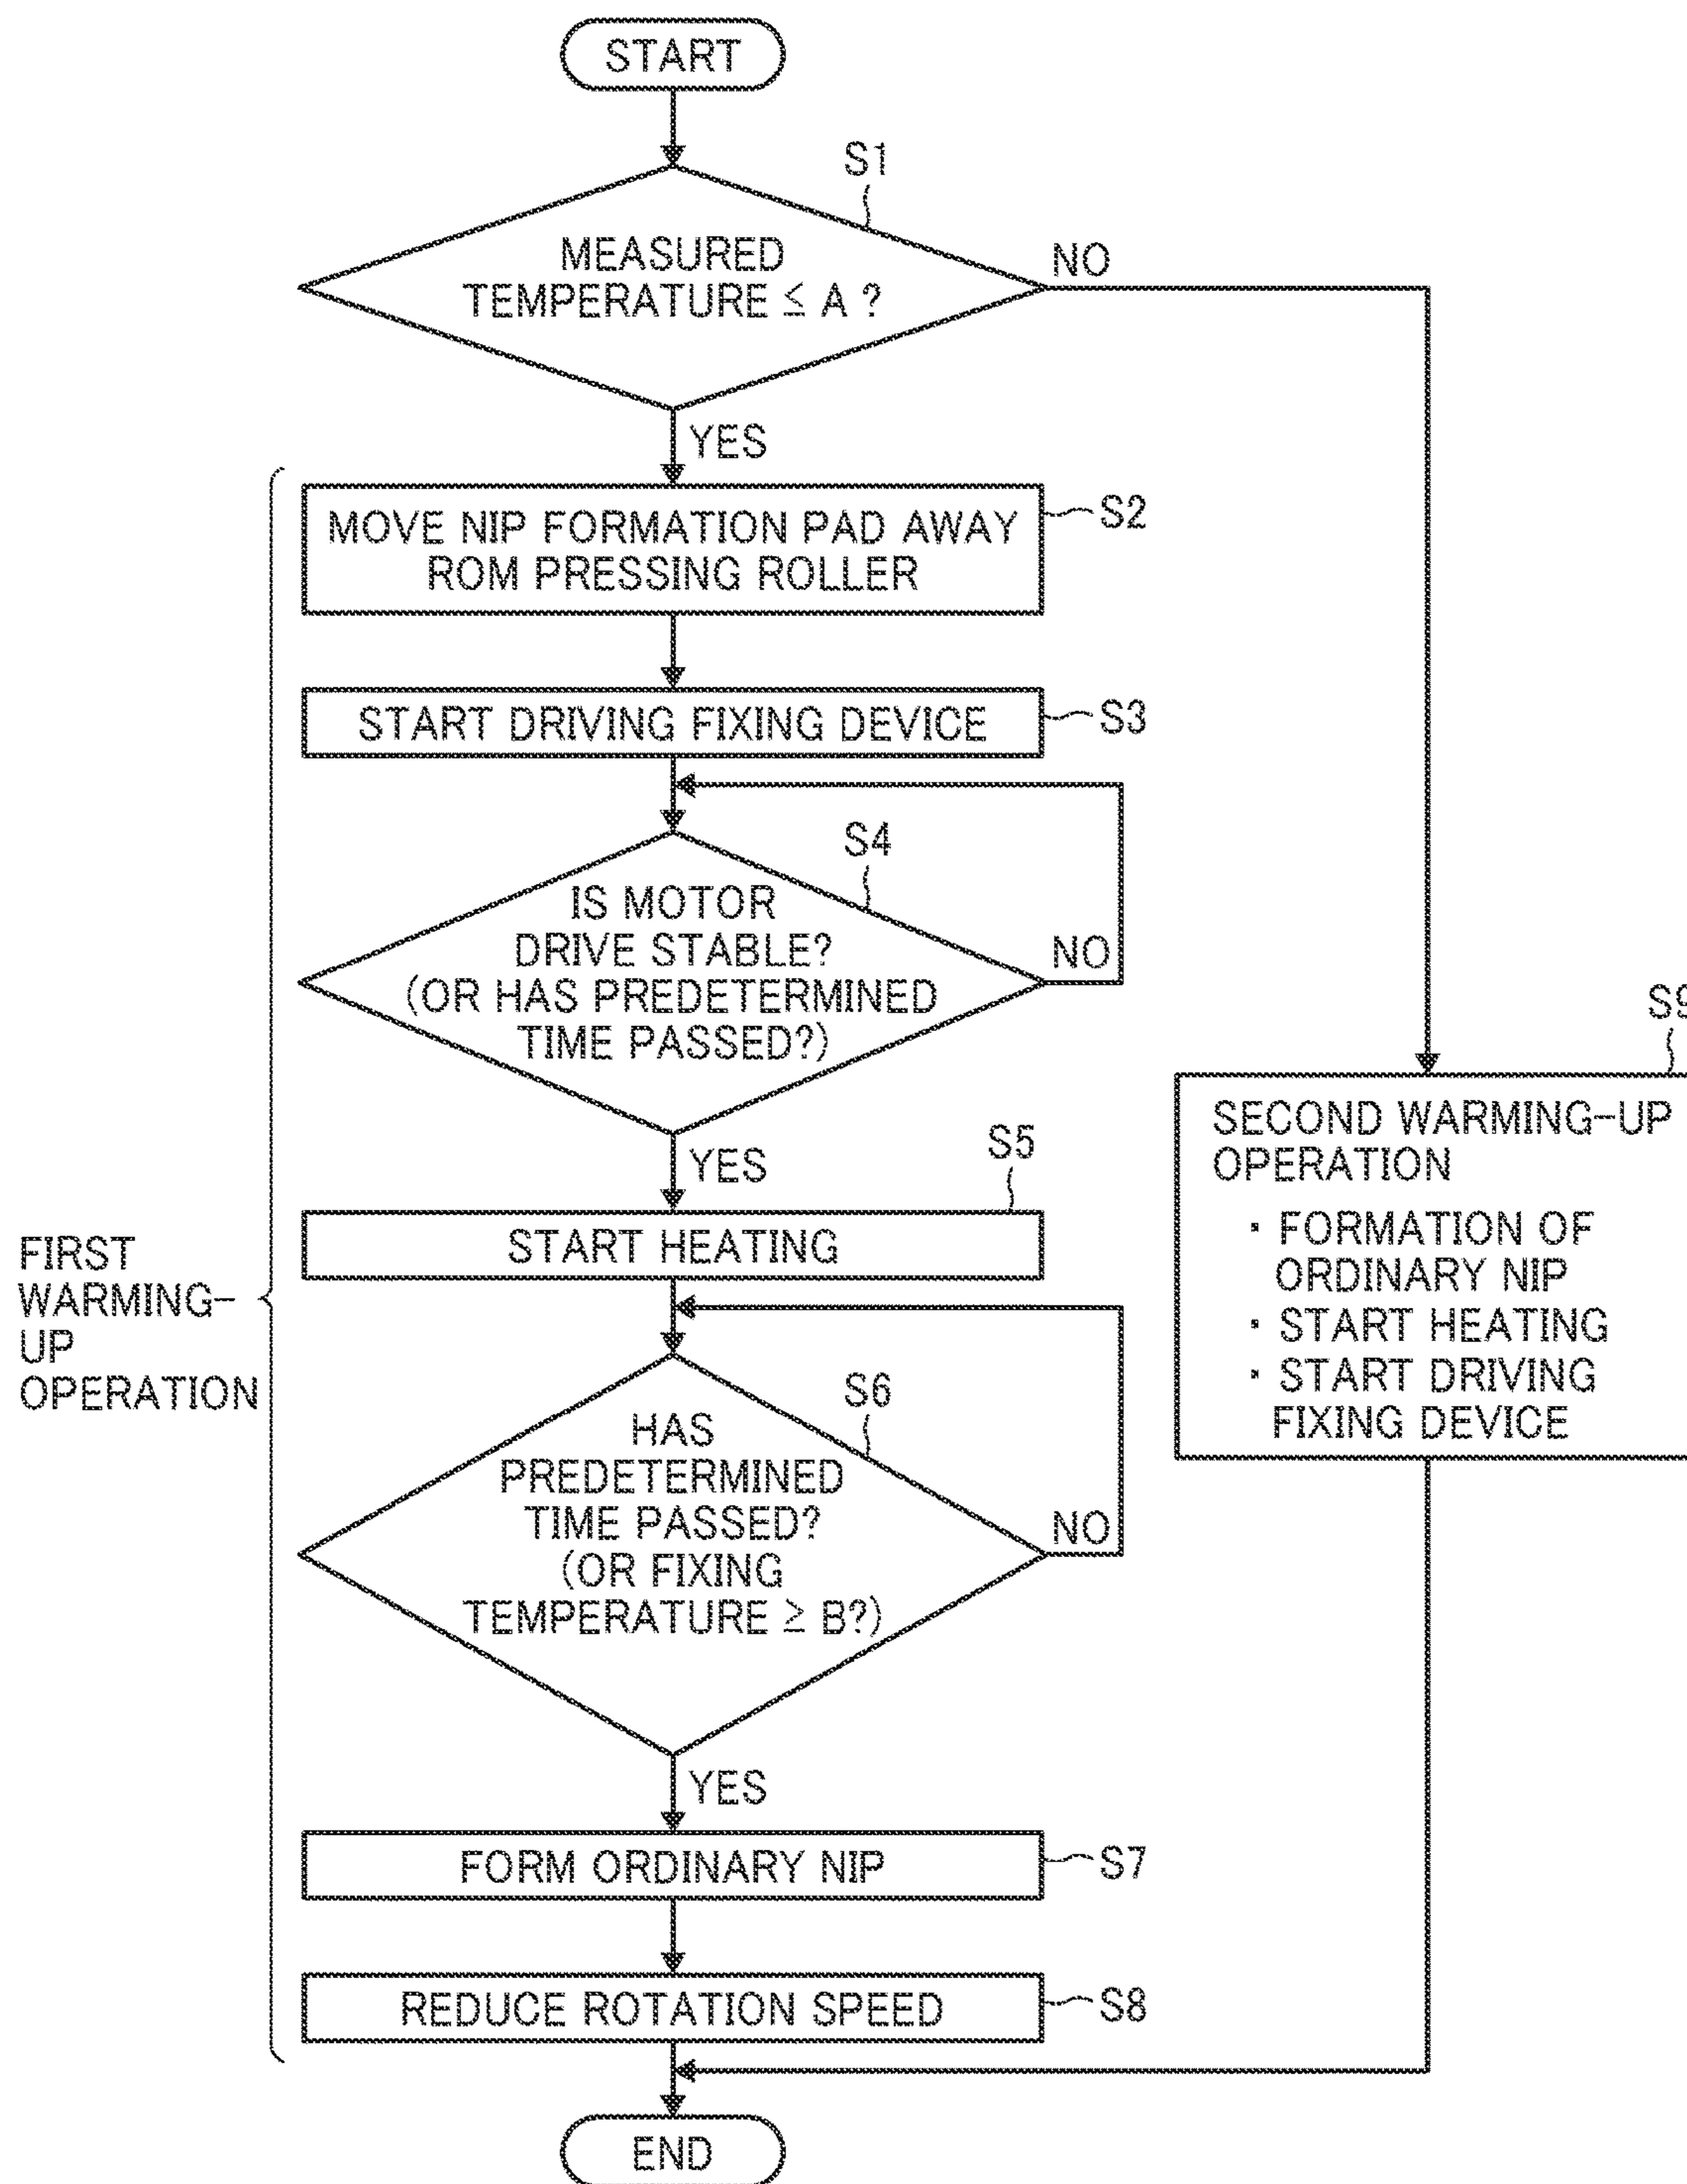 START
S1
MEASURED
TEMPERATURE ≤ A ?
NO
YES
MOVE NIP FORMATION PAD AWAY
ROM PRESSING ROLLER
S2
START DRIVING FIXING DEVICE
S3
S4
IS MOTOR
DRIVE STABLE?
(OR HAS PREDETERMINED
TIME PASSED?)
NO
YES
S5
START HEATING
FIRST
WARMING-
UP
OPERATION
S6
HAS
PREDETERMINED
TIME PASSED?
(OR FIXING
TEMPERATURE ≥ B?)
NO
YES
FORM ORDINARY NIP
S7
REDUCE ROTATION SPEED
S8
END
S9
SECOND WARMING-UP
OPERATION
・FORMATION OF
ORDINARY NIP
・START HEATING
・START DRIVING
FIXING DEVICE